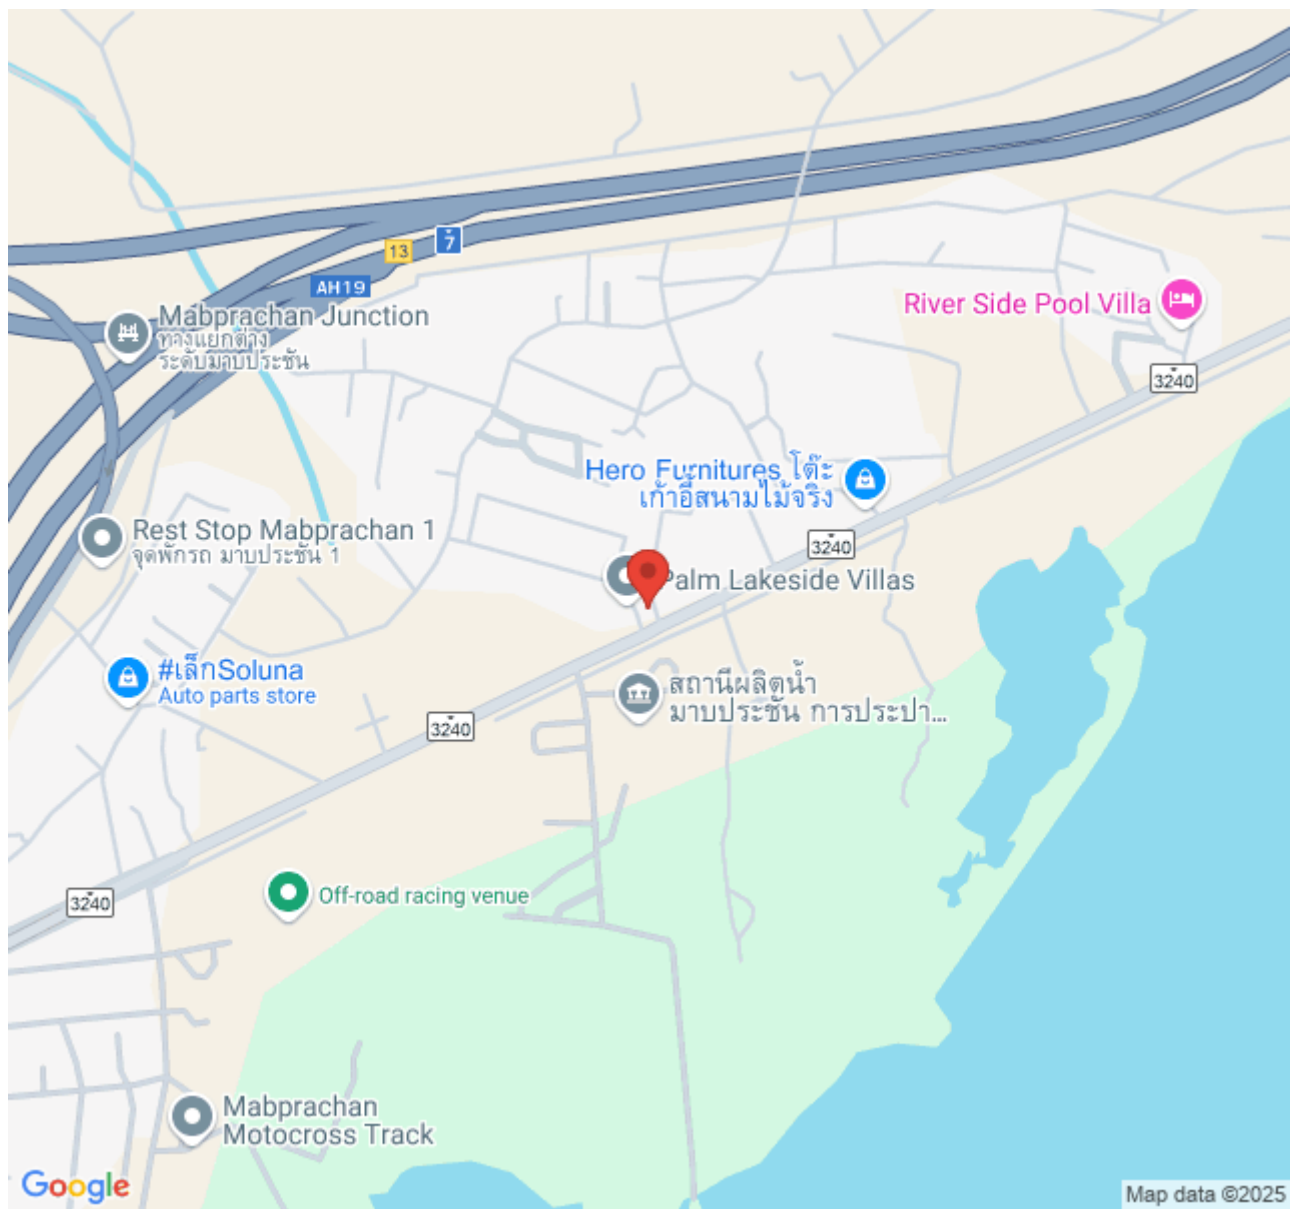 7
13
AH19
Mabprachan Junction
ทางแยกต่าง
ระดับมาบประชัน
River Side Pool Villa
3240
Hero Furnitures โต๊ะ
เก้าอี้สนามไม้จริง
Rest Stop Mabprachan 1
จุดพักรถ มาบประชัน 1
3240
Palm Lakeside Villas
#เล็กSoluna
Auto parts store
สถานีผลิตน้ำ
มาบประชัน การประปา...
3240
Off-road racing venue
3240
Mabprachan
Motocross Track
Google
Map data ©2025